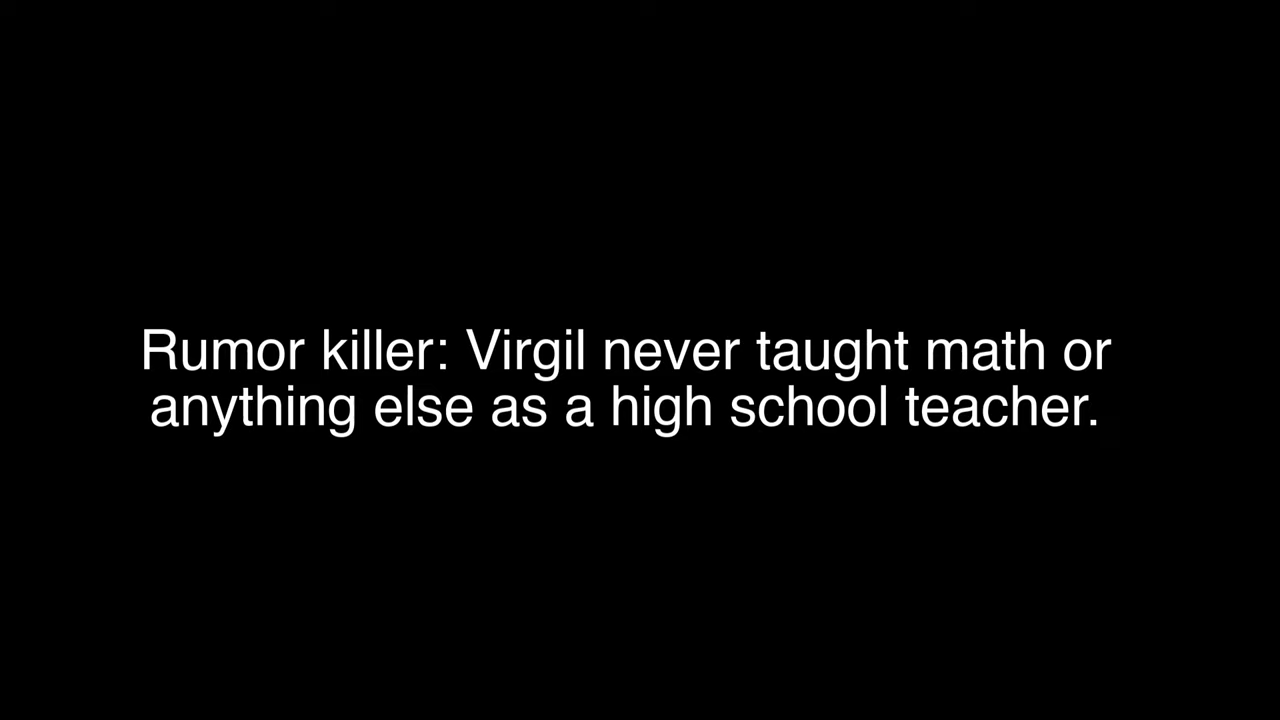 Rumor killer: Virgil never taught math or
anything else as a high school teacher.